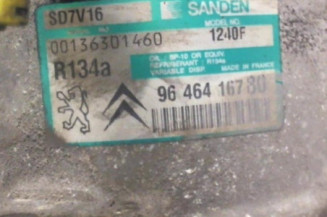 SD7V16 SANDEN
MODEL NO
00136301460 1240F
R134a
OIL : SP-10 OR EQUIV
REFRIGERANT : R134a
VARIABLE DISP. MADE IN FRANCE
96 464 167 80